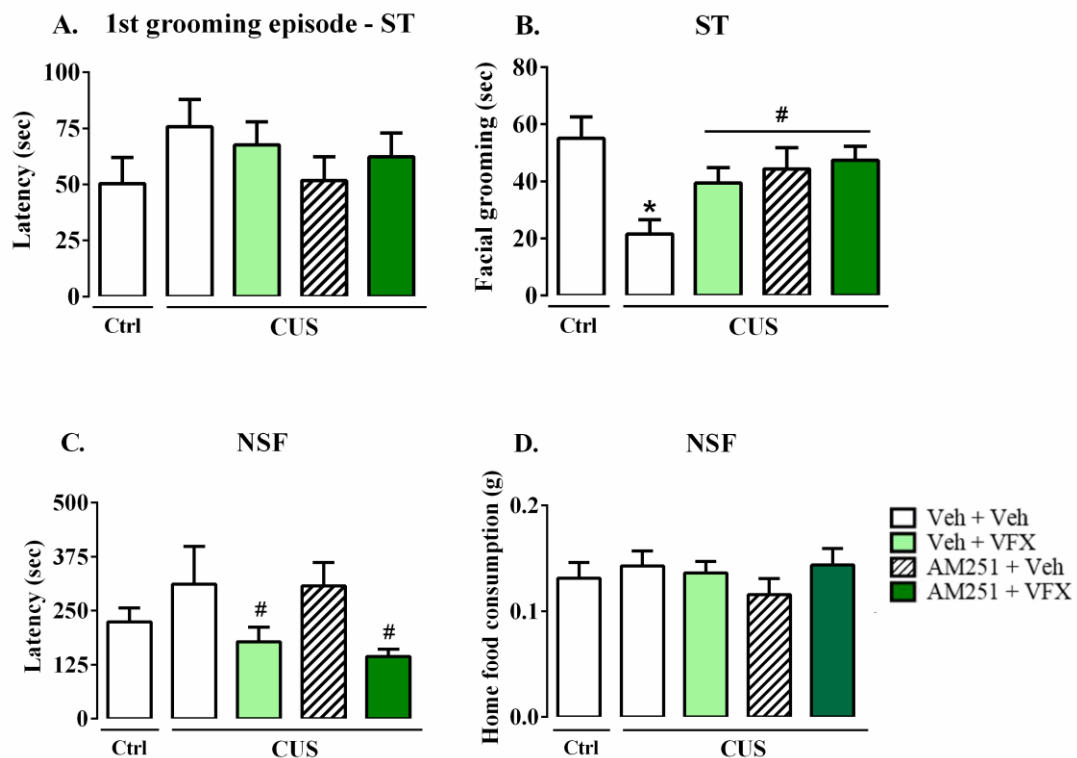 A. 1st grooming episode - ST
Latency (sec)
100
75
50
25
0
Ctrl
CUS
B. ST
Facial grooming (sec)
80
60
40
20
0
*
#
Ctrl
CUS
C. NSF
Latency (sec)
500
375
250
125
0
#
#
Ctrl
CUS
D. NSF
Home food consumption (g)
0.2
0.1
0.0
Ctrl
CUS
Veh + Veh
Veh + VFX
AM251 + Veh
AM251 + VFX